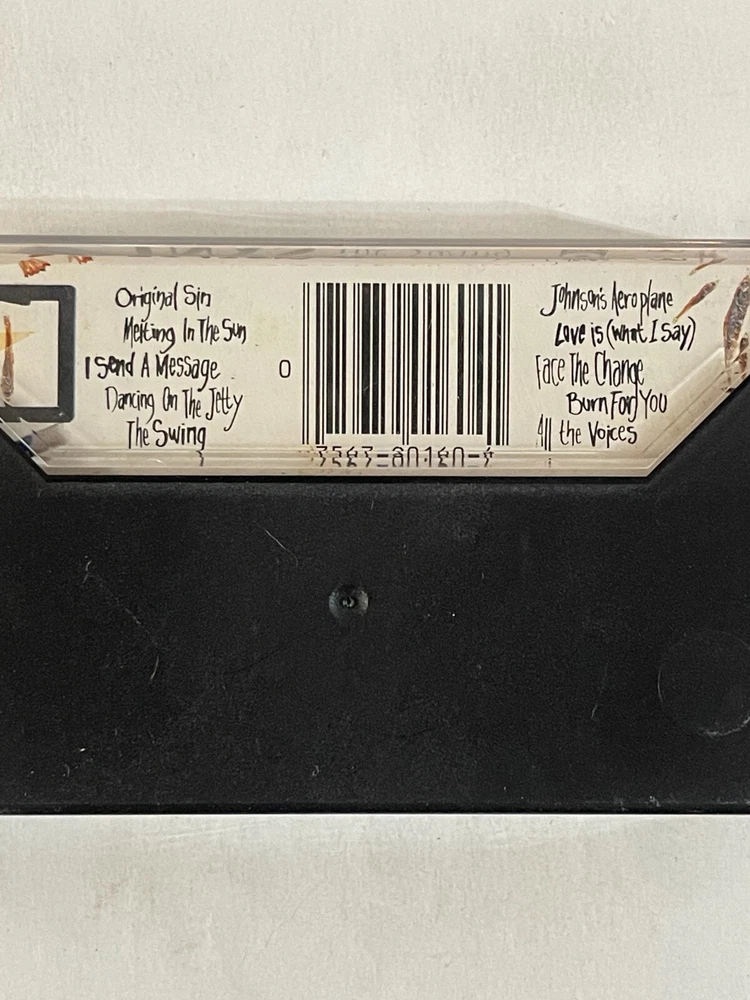 Original Sin
Melting In The Sun
I Send A Message
Dancing On The Jetty
The Swing
0
Johnson's Aeroplane
Love is (what I say)
Face The Change
Burn For You
All the Voices